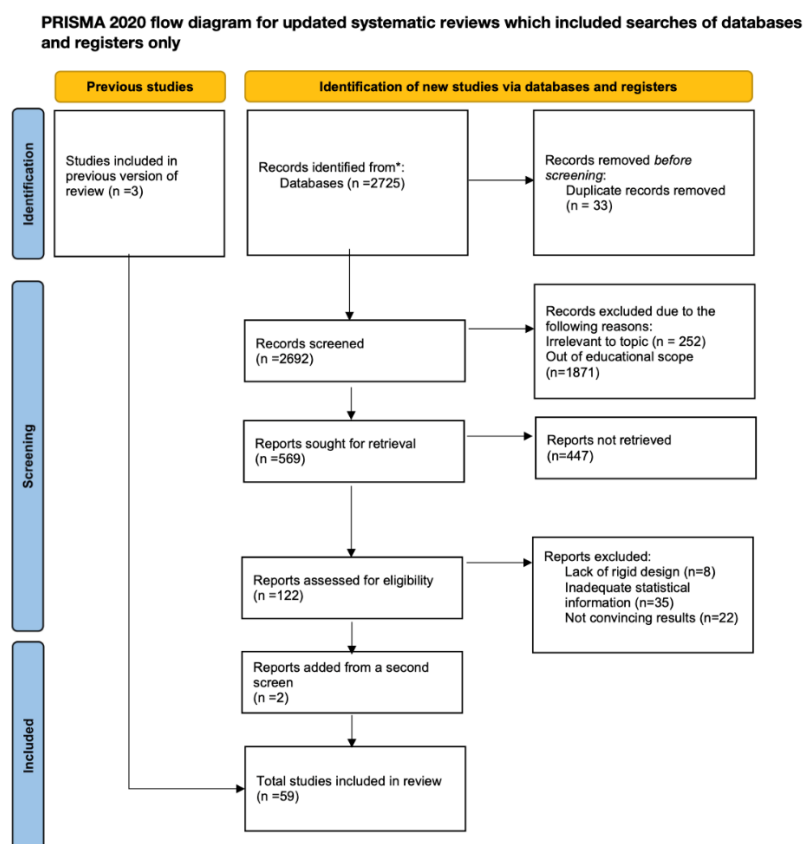 PRISMA 2020 flow diagram for updated systematic reviews which included searches of databases
and registers only
Previous studies
Identification of new studies via databases and registers
Identification
Studies included in
previous version of
review (n =3)
Records identified from*:
Databases (n =2725)
Records removed before
screening:
Duplicate records removed
(n = 33)
Screening
Records screened
(n =2692)
Records excluded due to the
following reasons:
Irrelevant to topic (n = 252)
Out of educational scope
(n=1871)
Reports sought for retrieval
(n =569)
Reports not retrieved
(n=447)
Reports assessed for eligibility
(n =122)
Reports excluded:
Lack of rigid design (n=8)
Inadequate statistical
information (n=35)
Not convincing results (n=22)
Included
Reports added from a second
screen
(n =2)
Total studies included in review
(n =59)